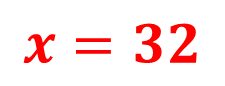 x = 32